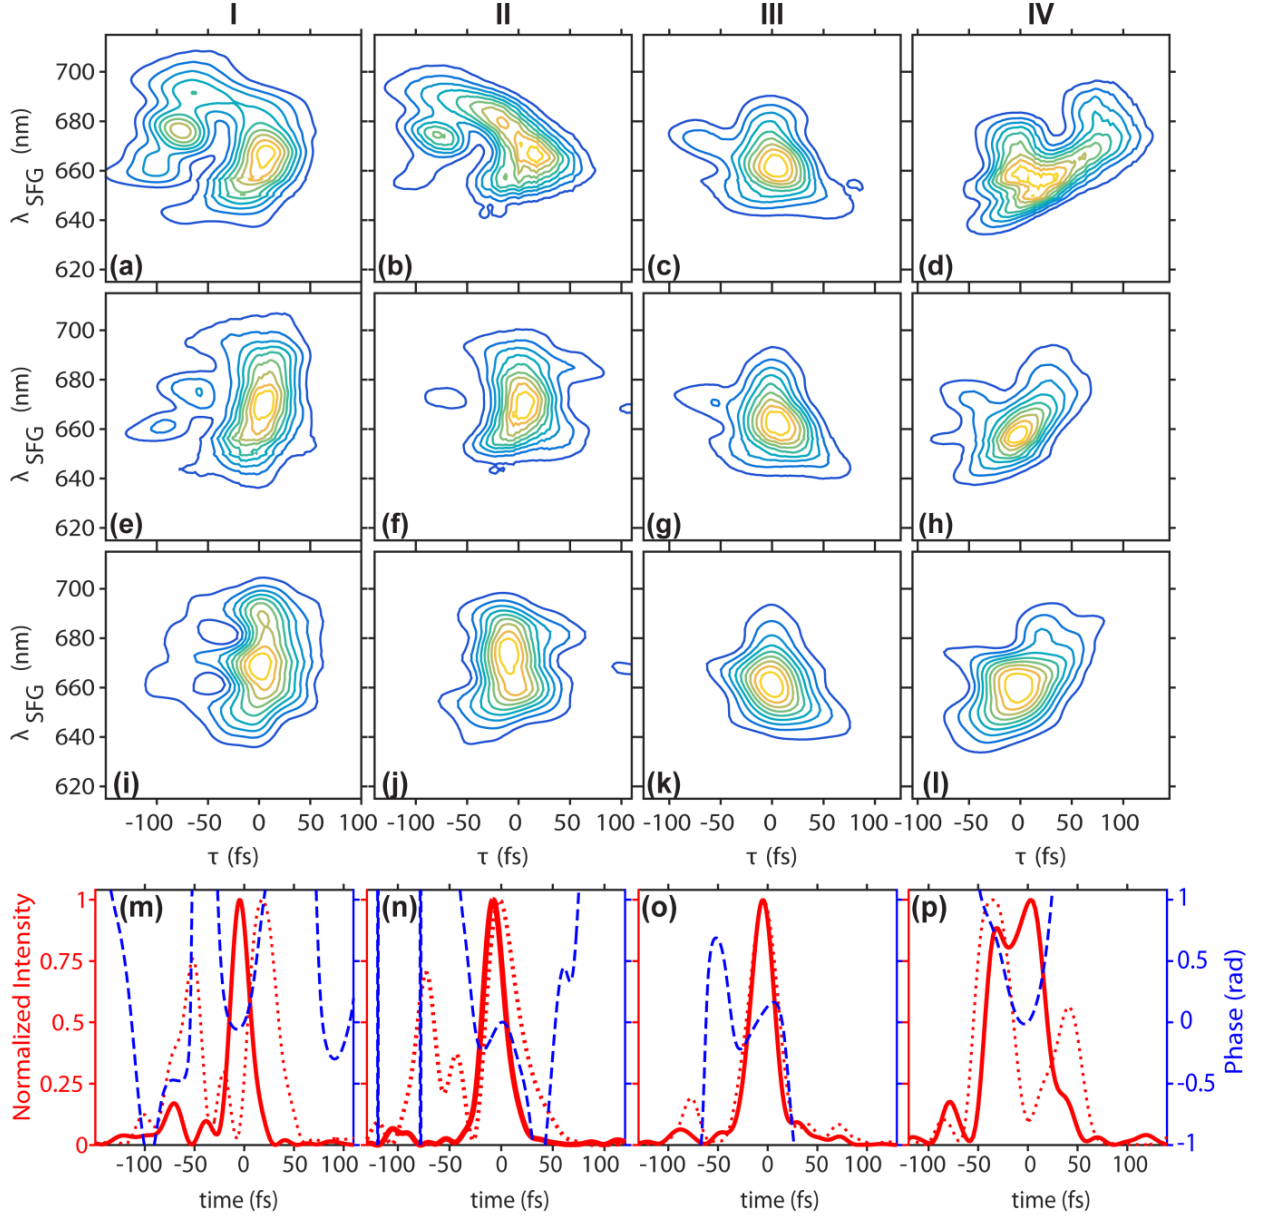 I II III IV
λ SFG (nm)
700
680
660
640
620
(a) (b) (c) (d)
λ SFG (nm)
700
680
660
640
620
(e) (f) (g) (h)
λ SFG (nm)
700
680
660
640
620
(i) (j) (k) (l)
-100 -50 0 50 100 -100 -50 0 50 100 -100 -50 0 50 100 -100 -50 0 50 100
τ (fs) τ (fs) τ (fs) τ (fs)
Normalized Intensity
1
0.75
0.5
0.25
0
(m) (n) (o) (p)
1
0.5
0
-0.5
-1
Phase (rad)
-100 -50 0 50 100 -100 -50 0 50 100 -100 -50 0 50 100 -100 -50 0 50 100
time (fs) time (fs) time (fs) time (fs)